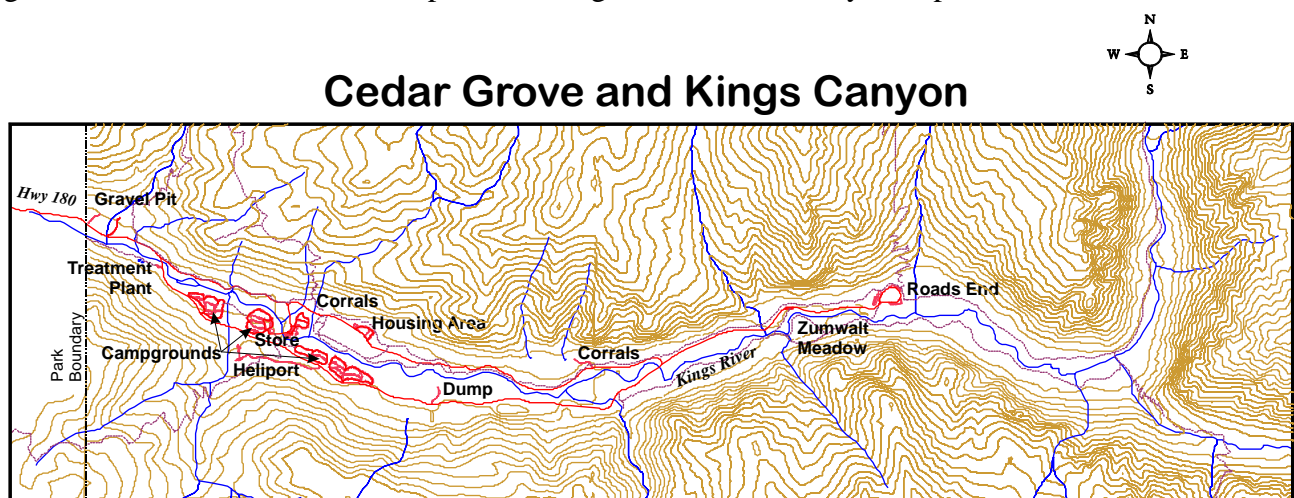 N
W E
S
Cedar Grove and Kings Canyon
Hwy 180
Gravel Pit
Treatment
Plant
Corrals
Housing Area
Store
Campgrounds
Heliport
Park
Boundary
Dump
Corrals
Kings River
Zumwalt
Meadow
Roads End